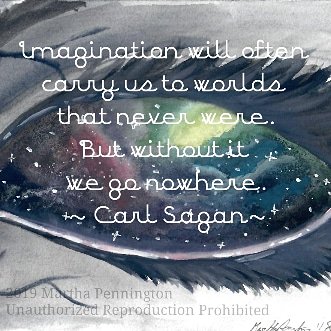 Imagination will often
carry us to worlds
that never were.
But without it
we go nowhere.
~ Carl Sagan~
2019 Martha Pennington
Unauthorized Reproduction Prohibited